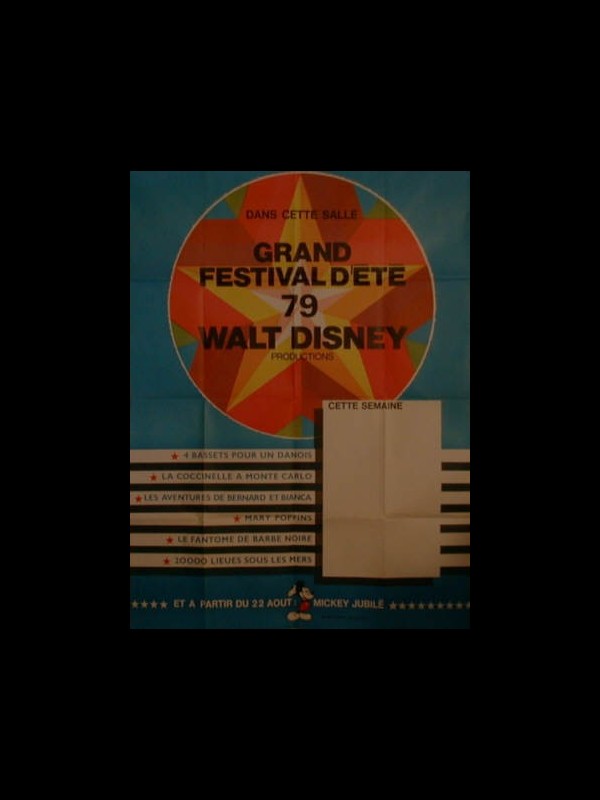 DANS CETTE SALLE
GRAND
FESTIVAL D'ÉTÉ
79
WALT DISNEY
PRODUCTIONS
CETTE SEMAINE
4 BASSETS POUR UN DANOIS
LA COCCINELLE A MONTE CARLO
LES AVENTURES DE BERNARD ET BIANCA
MARY POPPINS
LE FANTOME DE BARBE NOIRE
20000 LIEUES SOUS LES MERS
ET A PARTIR DU 22 AOUT : MICKEY JUBILÉ